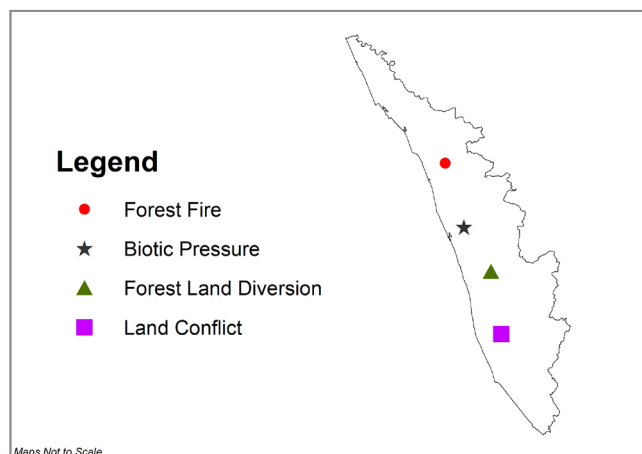 Legend
Forest Fire
Biotic Pressure
Forest Land Diversion
Land Conflict
Maps Not to Scale